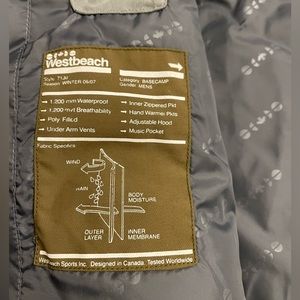 Westbeach
Style: 7130
Season: WINTER 06/07
Category: BASECAMP
Gender: MENS
1.200 mm Waterproof
1.200 mvt Breathability
Poly Filled
Under Arm Vents
Inner Zippered Pkt
Hand Warmer Pkts
Adjustable Hood
Music Pocket
Fabric Specifics
WIND
RAIN
BODY
MOISTURE
OUTER
LAYER
INNER
MEMBRANE
Westbeach Sports Inc. Designed in Canada. Tested Worldwide